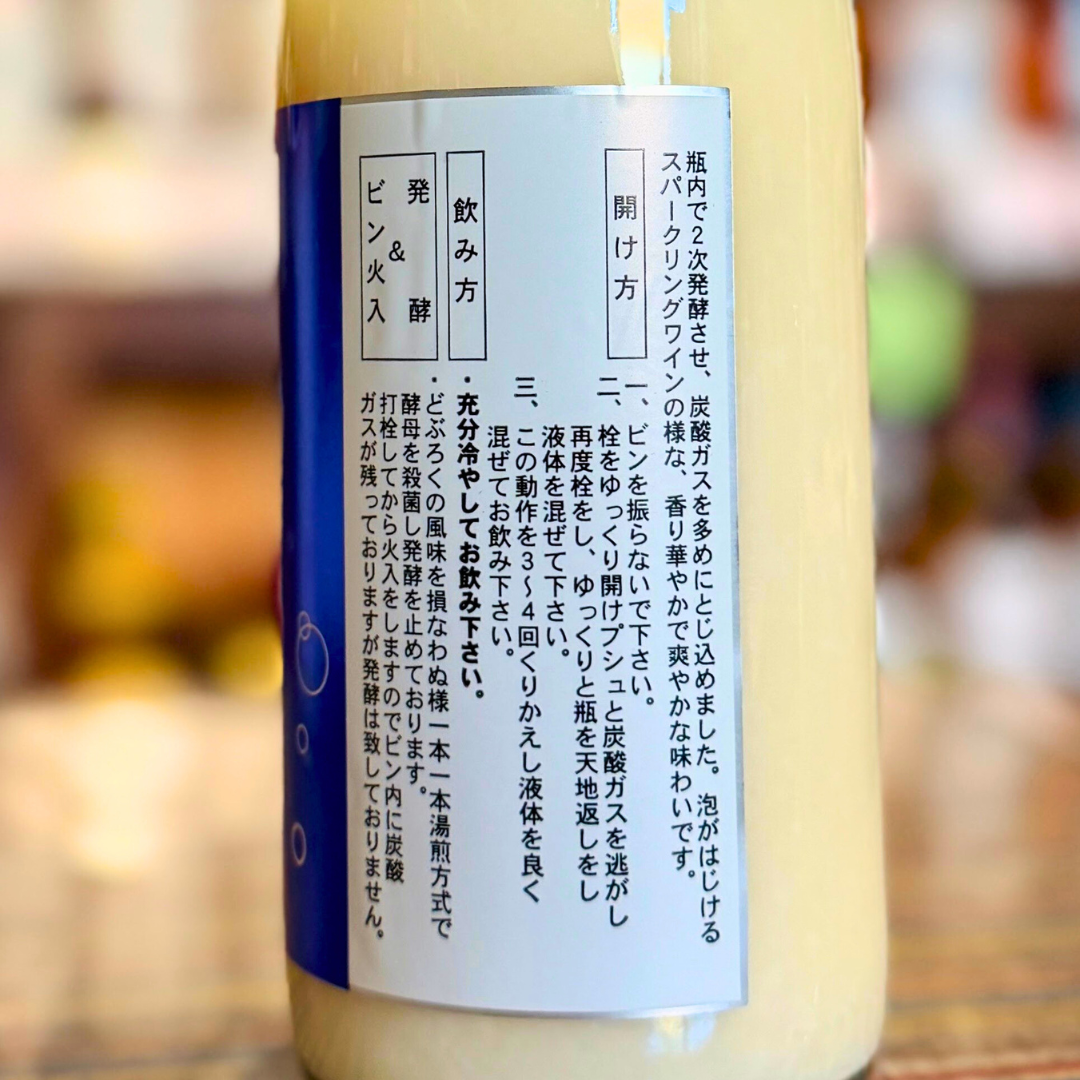 瓶内で2次発酵させ、炭酸ガスを多めにとじ込めました。泡がはじける
スパークリングワインの様な、香り華やかで爽やかな味わいです。
開け方
一、ビンを振らないで下さい。
二、栓をゆっくり開けプシュと炭酸ガスを逃がし
再度栓をし、ゆっくりと瓶を天地返しをし
液体を混ぜて下さい。
三、この動作を3〜4回くりかえし液体を良く
混ぜてお飲み下さい。
飲み方
・充分冷やしてお飲み下さい。
発酵
&
ビン火入
・どぶろくの風味を損なわぬ様一本一本湯煎方式で
酵母を殺菌し発酵を止めております。
打栓してから火入をしますのでビン内に炭酸
ガスが残っておりますが発酵は致しておりません。